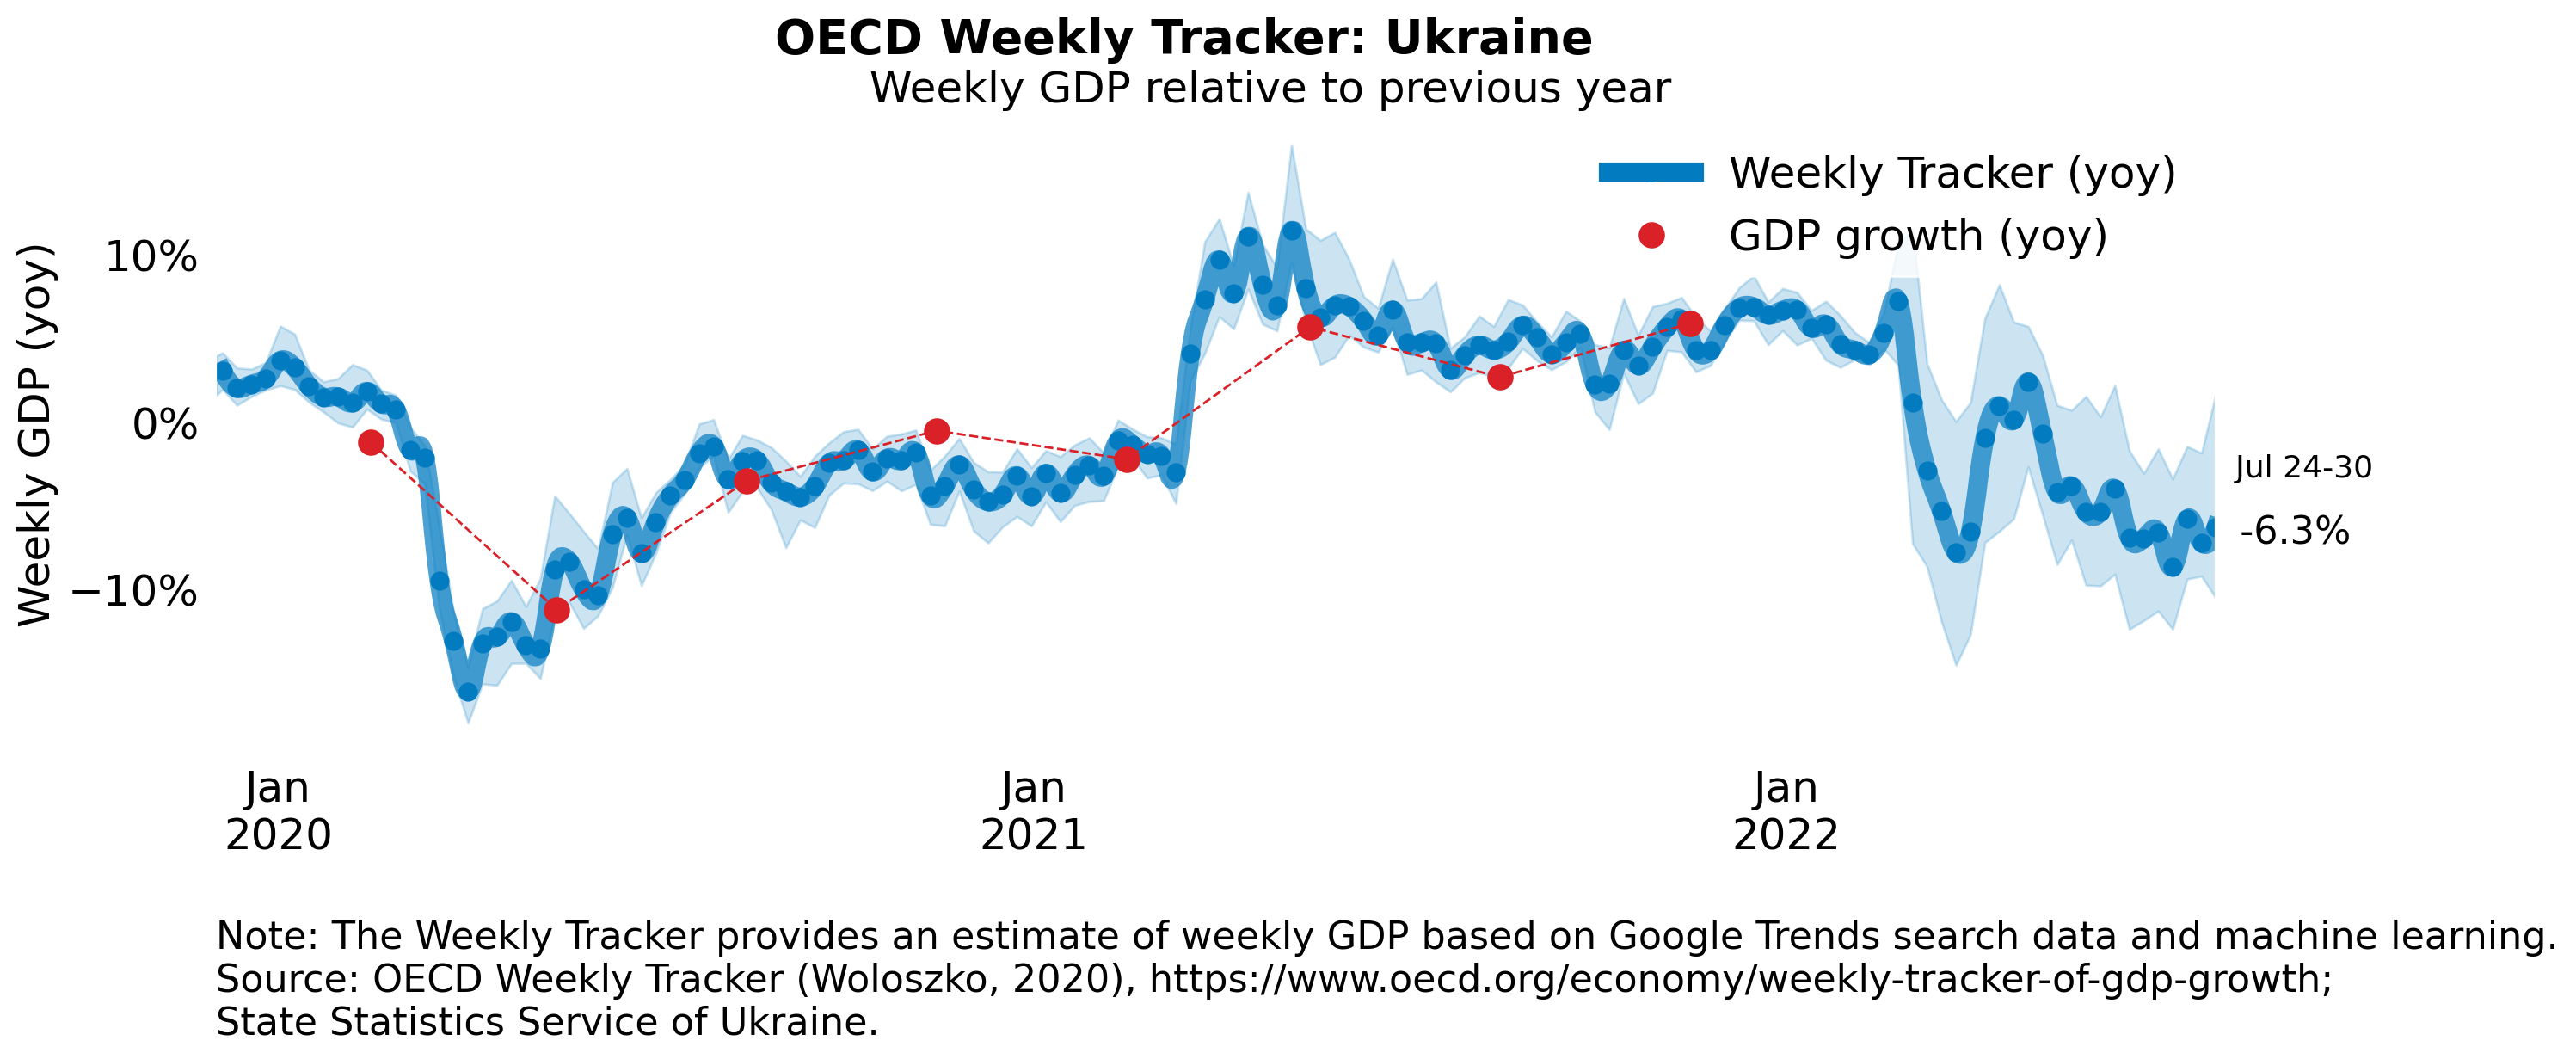 OECD Weekly Tracker: Ukraine
Weekly GDP relative to previous year
Weekly Tracker (yoy)
GDP growth (yoy)
Weekly GDP (yoy)
10%
0%
−10%
Jul 24-30
-6.3%
Jan
2020
Jan
2021
Jan
2022
Note: The Weekly Tracker provides an estimate of weekly GDP based on Google Trends search data and machine learning.
Source: OECD Weekly Tracker (Woloszko, 2020), https://www.oecd.org/economy/weekly-tracker-of-gdp-growth;
State Statistics Service of Ukraine.